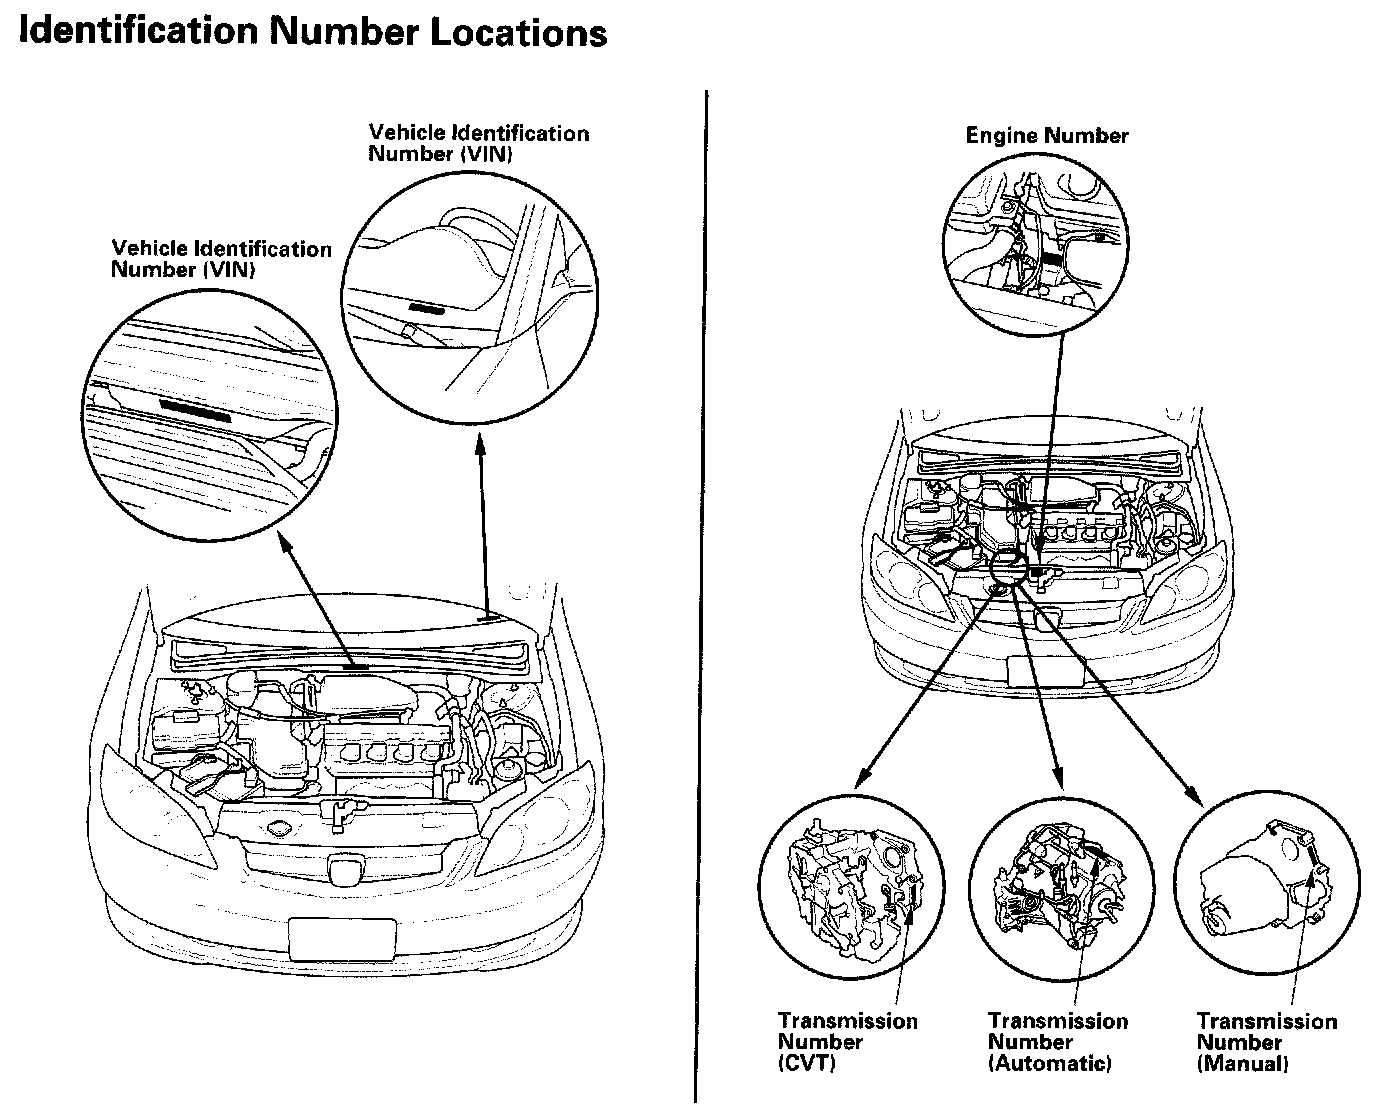 Identification Number Locations
Vehicle Identification
Number (VIN)
Vehicle Identification
Number (VIN)
Engine Number
Transmission
Number
(CVT)
Transmission
Number
(Automatic)
Transmission
Number
(Manual)